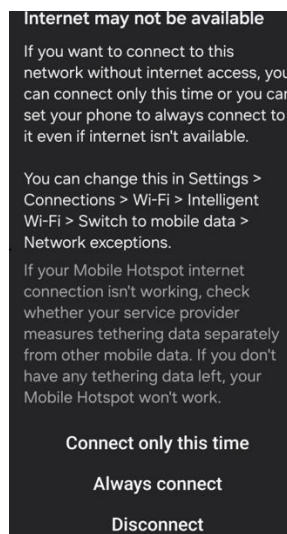 Internet may not be available
If you want to connect to this
network without internet access, you
can connect only this time or you can
set your phone to always connect to
it even if internet isn't available.
You can change this in Settings >
Connections > Wi-Fi > Intelligent
Wi-Fi > Switch to mobile data >
Network exceptions.
If your Mobile Hotspot internet
connection isn't working, check
whether your service provider
measures tethering data separately
from other mobile data. If you don't
have any tethering data left, your
Mobile Hotspot won't work.
Connect only this time
Always connect
Disconnect